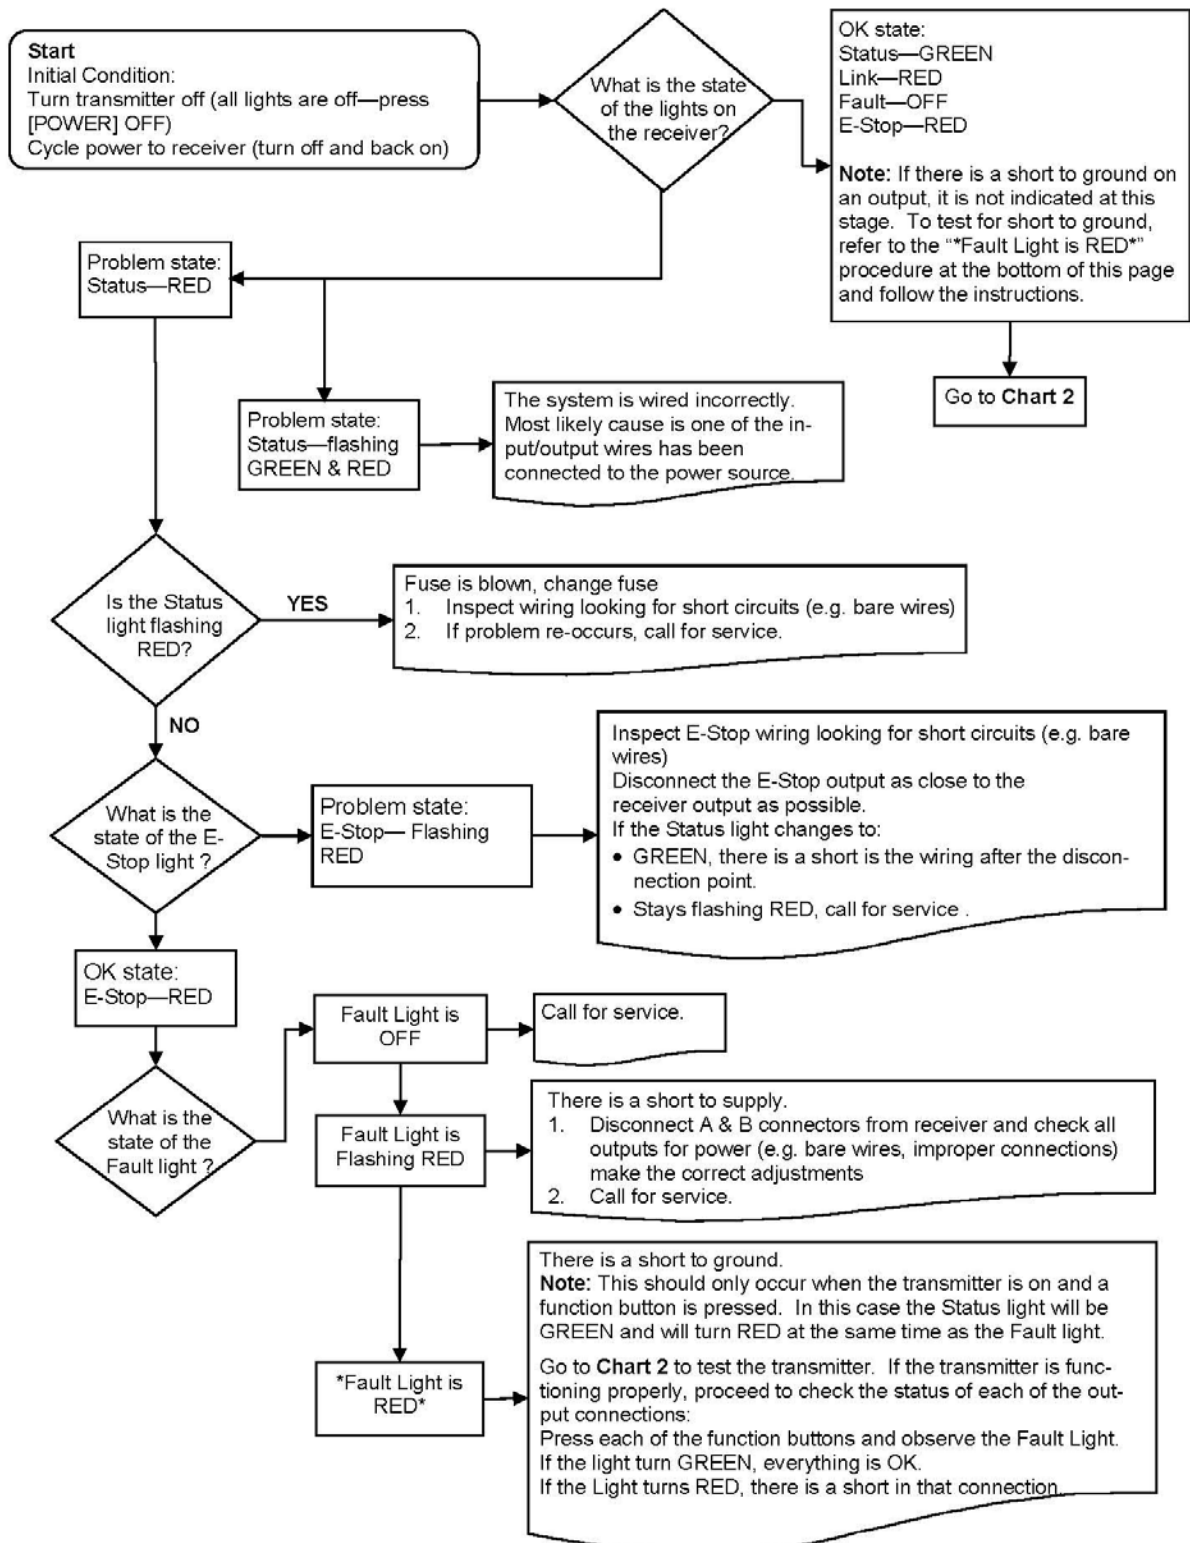 Start
Initial Condition:
Turn transmitter off (all lights are off—press
[POWER] OFF)
Cycle power to receiver (turn off and back on)
What is the state
of the lights on
the receiver?
OK state:
Status—GREEN
Link—RED
Fault—OFF
E-Stop—RED
Note: If there is a short to ground on
an output, it is not indicated at this
stage. To test for short to ground,
refer to the "*Fault Light is RED*"
procedure at the bottom of this page
and follow the instructions.
Go to Chart 2
Problem state:
Status—RED
Problem state:
Status—flashing
GREEN & RED
The system is wired incorrectly.
Most likely cause is one of the in-
put/output wires has been
connected to the power source.
Is the Status
light flashing
RED?
YES
Fuse is blown, change fuse
1. Inspect wiring looking for short circuits (e.g. bare wires)
2. If problem re-occurs, call for service.
NO
What is the
state of the E-
Stop light ?
Problem state:
E-Stop— Flashing
RED
Inspect E-Stop wiring looking for short circuits (e.g. bare
wires)
Disconnect the E-Stop output as close to the
receiver output as possible.
If the Status light changes to:
• GREEN, there is a short is the wiring after the discon-
nection point.
• Stays flashing RED, call for service .
OK state:
E-Stop—RED
What is the
state of the
Fault light ?
Fault Light is
OFF
Call for service.
Fault Light is
Flashing RED
There is a short to supply.
1. Disconnect A & B connectors from receiver and check all
outputs for power (e.g. bare wires, improper connections)
make the correct adjustments
2. Call for service.
*Fault Light is
RED*
There is a short to ground.
Note: This should only occur when the transmitter is on and a
function button is pressed. In this case the Status light will be
GREEN and will turn RED at the same time as the Fault light.
Go to Chart 2 to test the transmitter. If the transmitter is func-
tioning properly, proceed to check the status of each of the out-
put connections:
Press each of the function buttons and observe the Fault Light.
If the light turn GREEN, everything is OK.
If the Light turns RED, there is a short in that connection